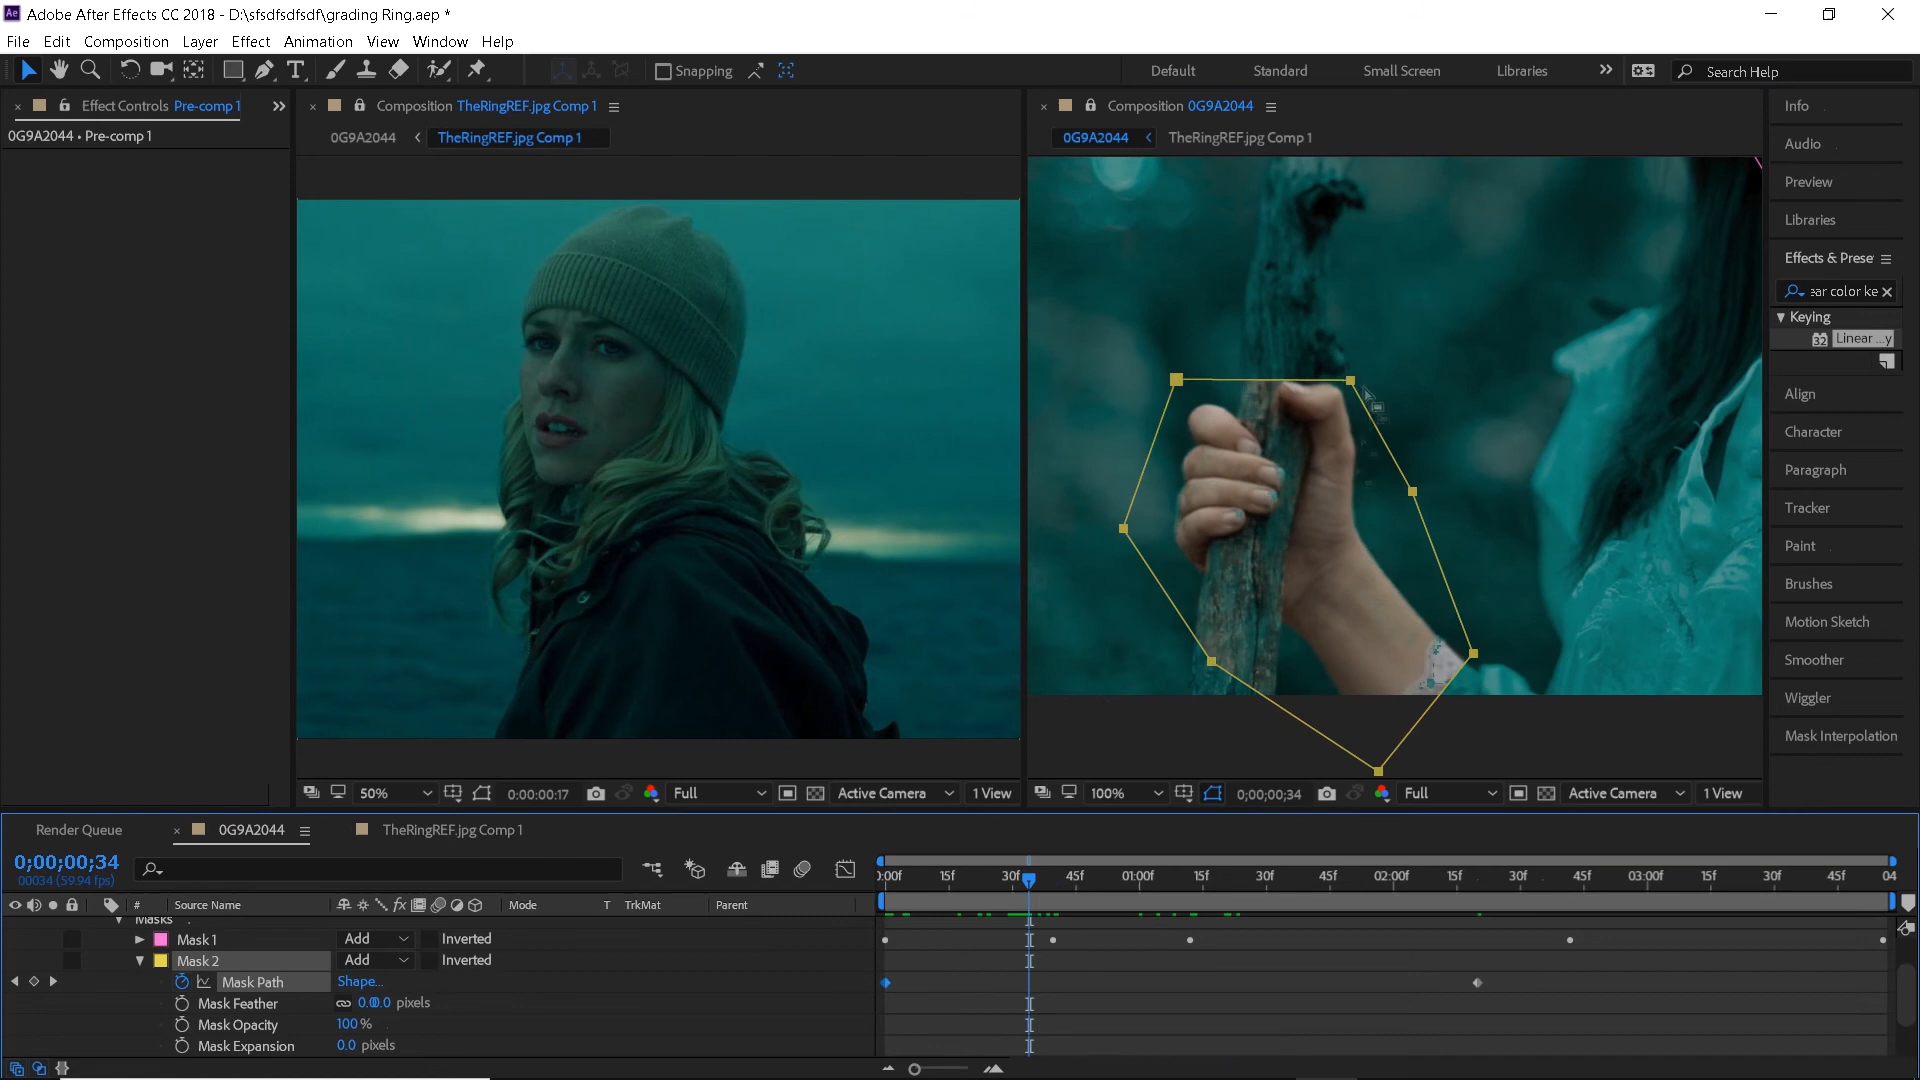 Adobe After Effects CC 2018 - D:\sfsdfsdfsdf\grading Ring.aep *
File Edit Composition Layer Effect Animation View Window Help
Snapping Default Standard Small Screen Libraries Search Help
Effect Controls Pre-comp 1
0G9A2044 • Pre-comp 1
Composition TheRingREF.jpg Comp 1
0G9A2044 TheRingREF.jpg Comp 1
Composition 0G9A2044
0G9A2044 TheRingREF.jpg Comp 1
Info
Audio
Preview
Libraries
Effects & Prese
ear color ke
Keying
32 Linear ...y
Align
Character
Paragraph
Tracker
Paint
Brushes
Motion Sketch
Smoother
Wiggler
Mask Interpolation
50% 0:00:00:17 Full Active Camera 1 View
100% 0;00;00;34 Full Active Camera 1 View
Render Queue 0G9A2044 TheRingREF.jpg Comp 1
0;00;00;34
00034 (59.94 fps)
):00f 15f 30f 45f 01:00f 15f 30f 45f 02:00f 15f 30f 45f 03:00f 15f 30f 45f 04
# Source Name fx Mode T TrkMat Parent
Masks
Mask 1 Add Inverted
Mask 2 Add Inverted
Mask Path Shape...
Mask Feather 0.0,0.0 pixels
Mask Opacity 100 %
Mask Expansion 0.0 pixels